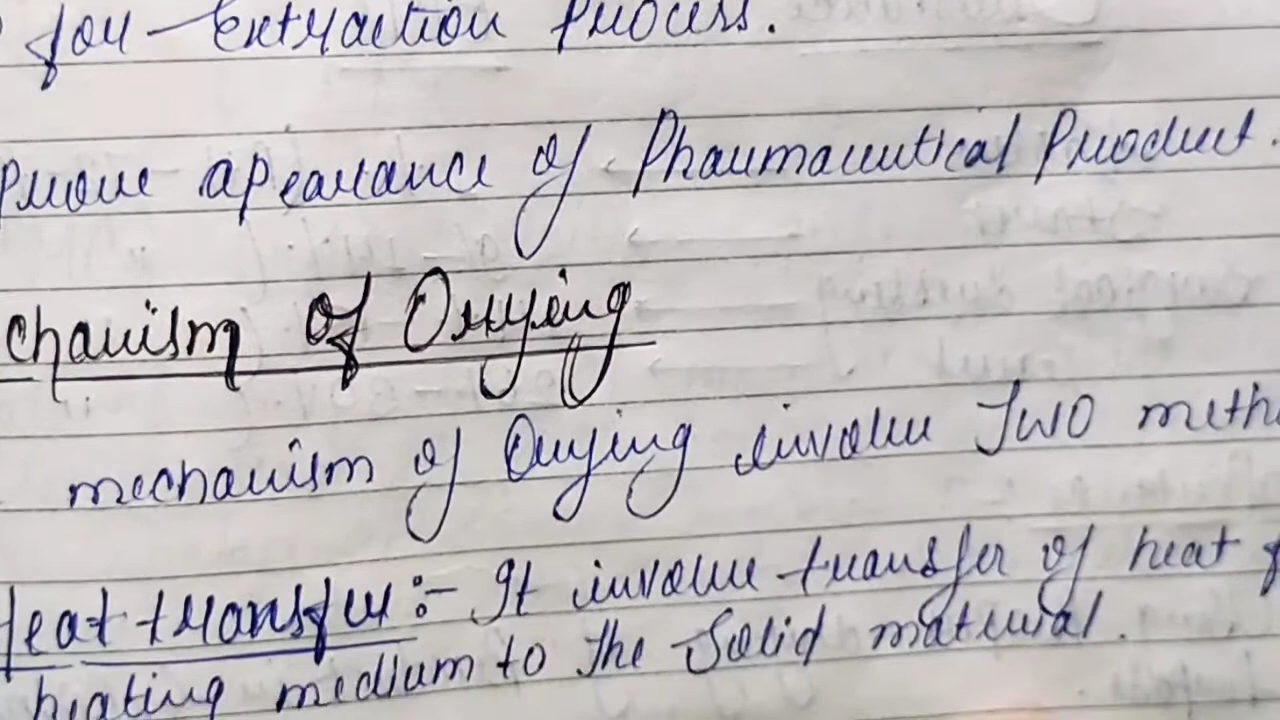 for Extraction Process.
prove apearance of Pharmaceutical Product.
chanism of Drying
mechanism of Drying involve Two meth
Heat transfer :- It involve transfer of heat f
heating medium to the Solid material.